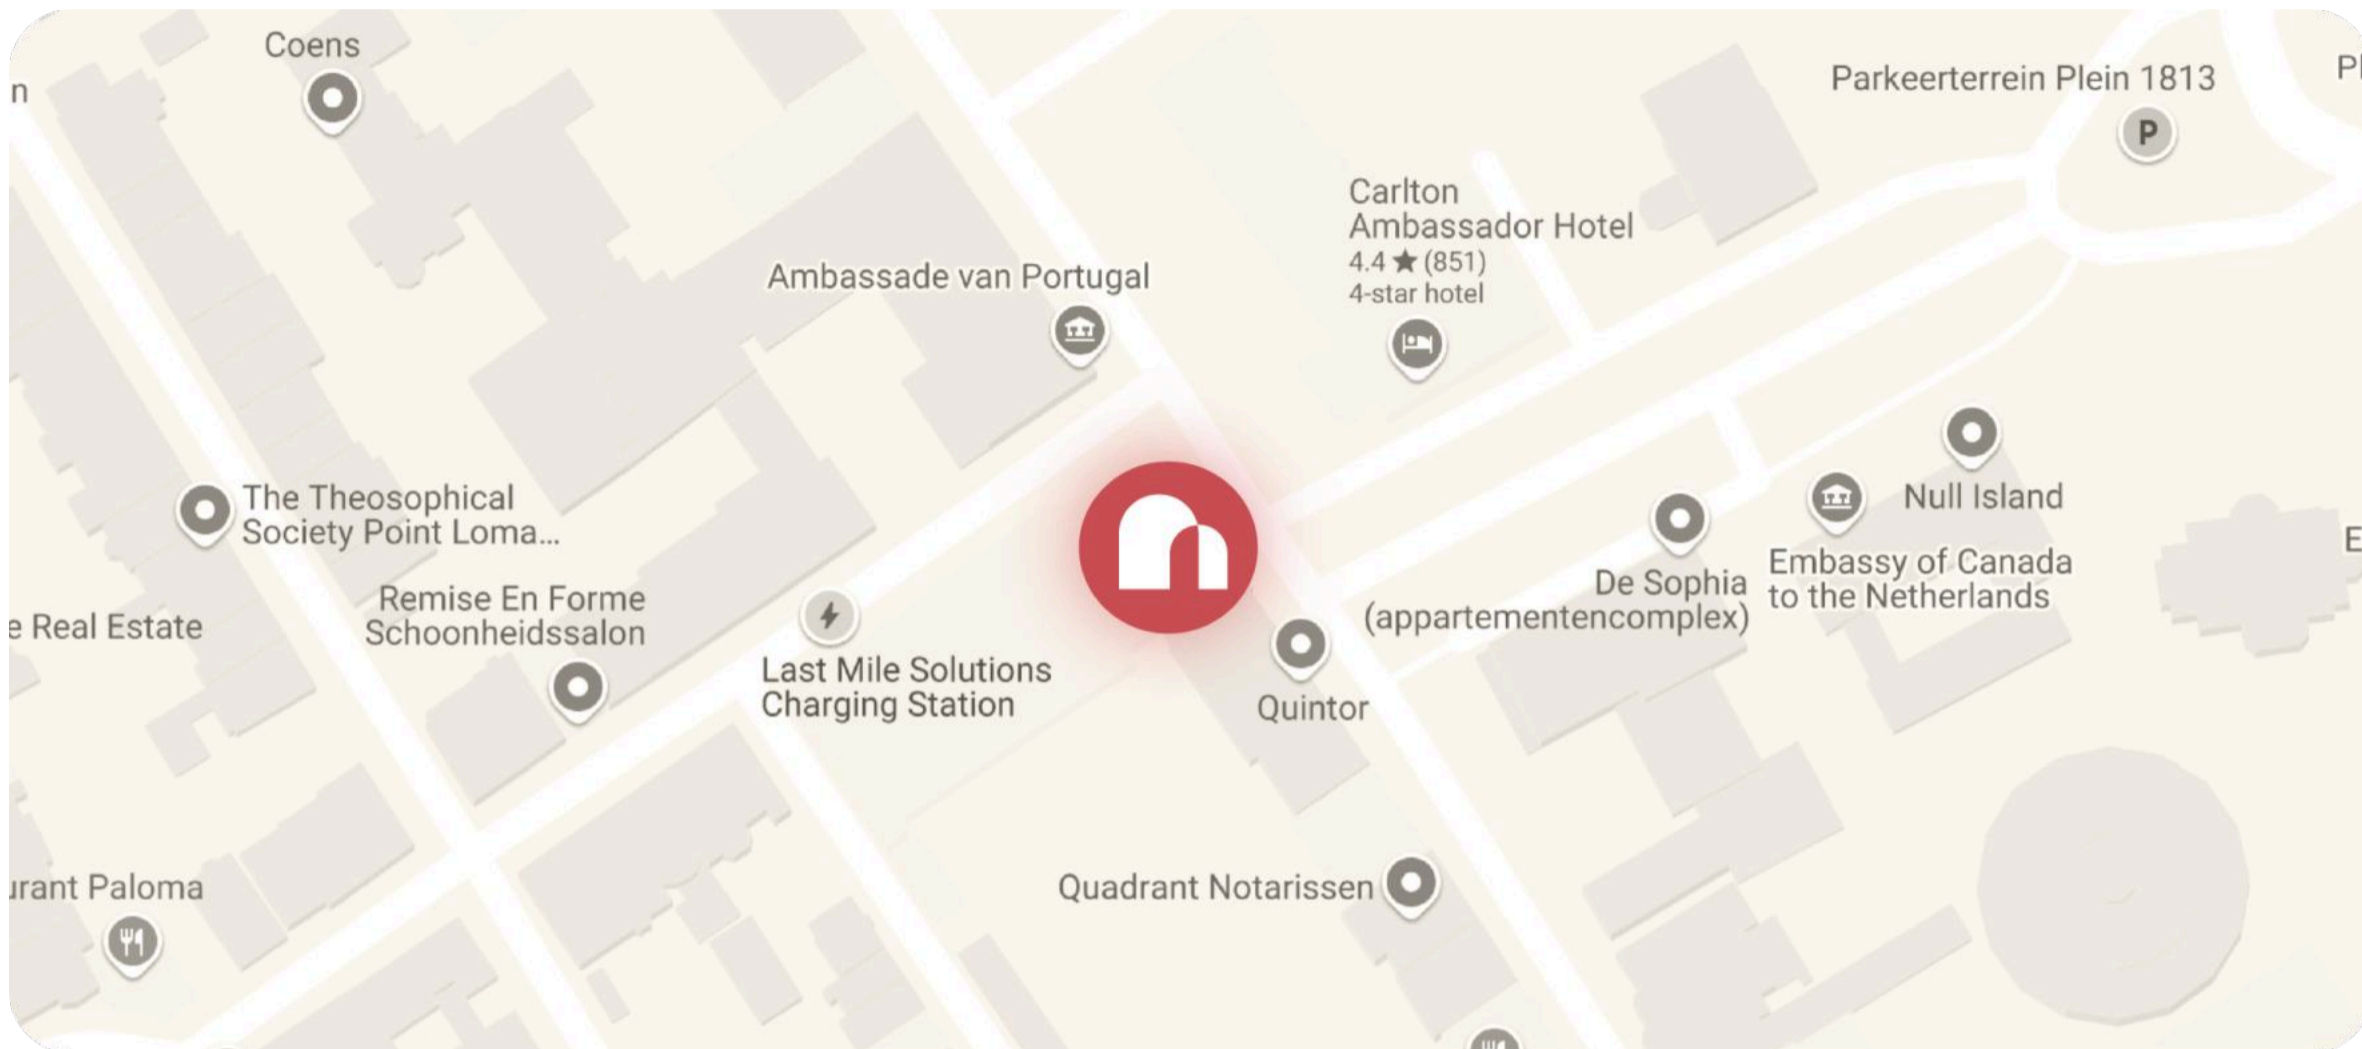 Coens
n
Parkeerterrein Plein 1813
P
Carlton
Ambassador Hotel
4.4 ★ (851)
4-star hotel
Ambassade van Portugal
The Theosophical
Society Point Loma...
Null Island
Embassy of Canada
to the Netherlands
De Sophia
(appartementencomplex)
Remise En Forme
Schoonheidssalon
e Real Estate
Last Mile Solutions
Charging Station
Quintor
urant Paloma
Quadrant Notarissen
E